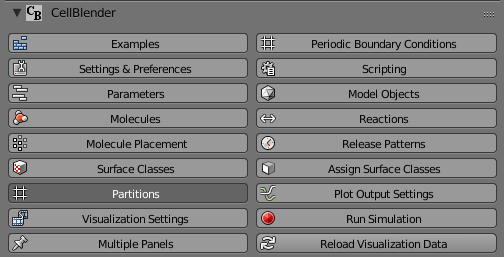 CB CellBlender
Examples Periodic Boundary Conditions
Settings & Preferences Scripting
Parameters Model Objects
Molecules Reactions
Molecule Placement Release Patterns
Surface Classes Assign Surface Classes
Partitions Plot Output Settings
Visualization Settings Run Simulation
Multiple Panels Reload Visualization Data